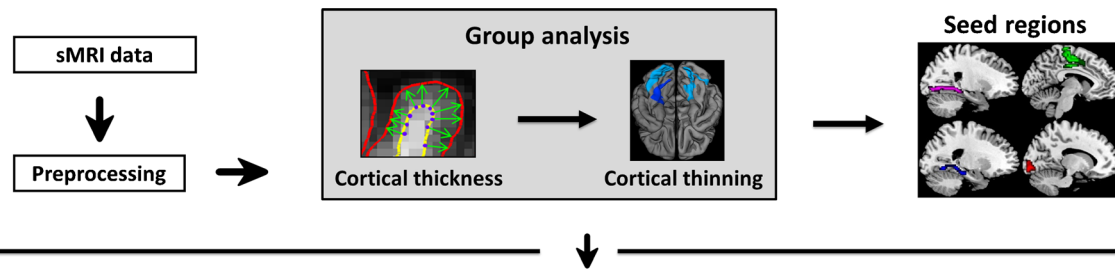 sMRI data
Preprocessing
Group analysis
Cortical thickness
Cortical thinning
Seed regions